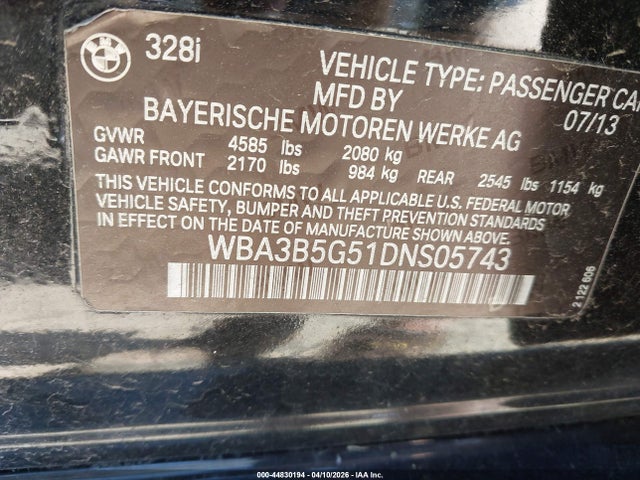 328i
VEHICLE TYPE: PASSENGER CAR
MFD BY 07/13
BAYERISCHE MOTOREN WERKE AG
GVWR 4585 lbs 2080 kg
GAWR FRONT 2170 lbs 984 kg REAR 2545 lbs 1154 kg
THIS VEHICLE CONFORMS TO ALL APPLICABLE U.S. FEDERAL MOTOR
VEHICLE SAFETY, BUMPER AND THEFT PREVENTION STANDARDS
IN EFFECT ON THE DATE OF MANUFACTURE SHOWN ABOVE.
WBA3B5G51DNS05743
2 122 606
000-44830194 - 04/10/2026 - IAA Inc.